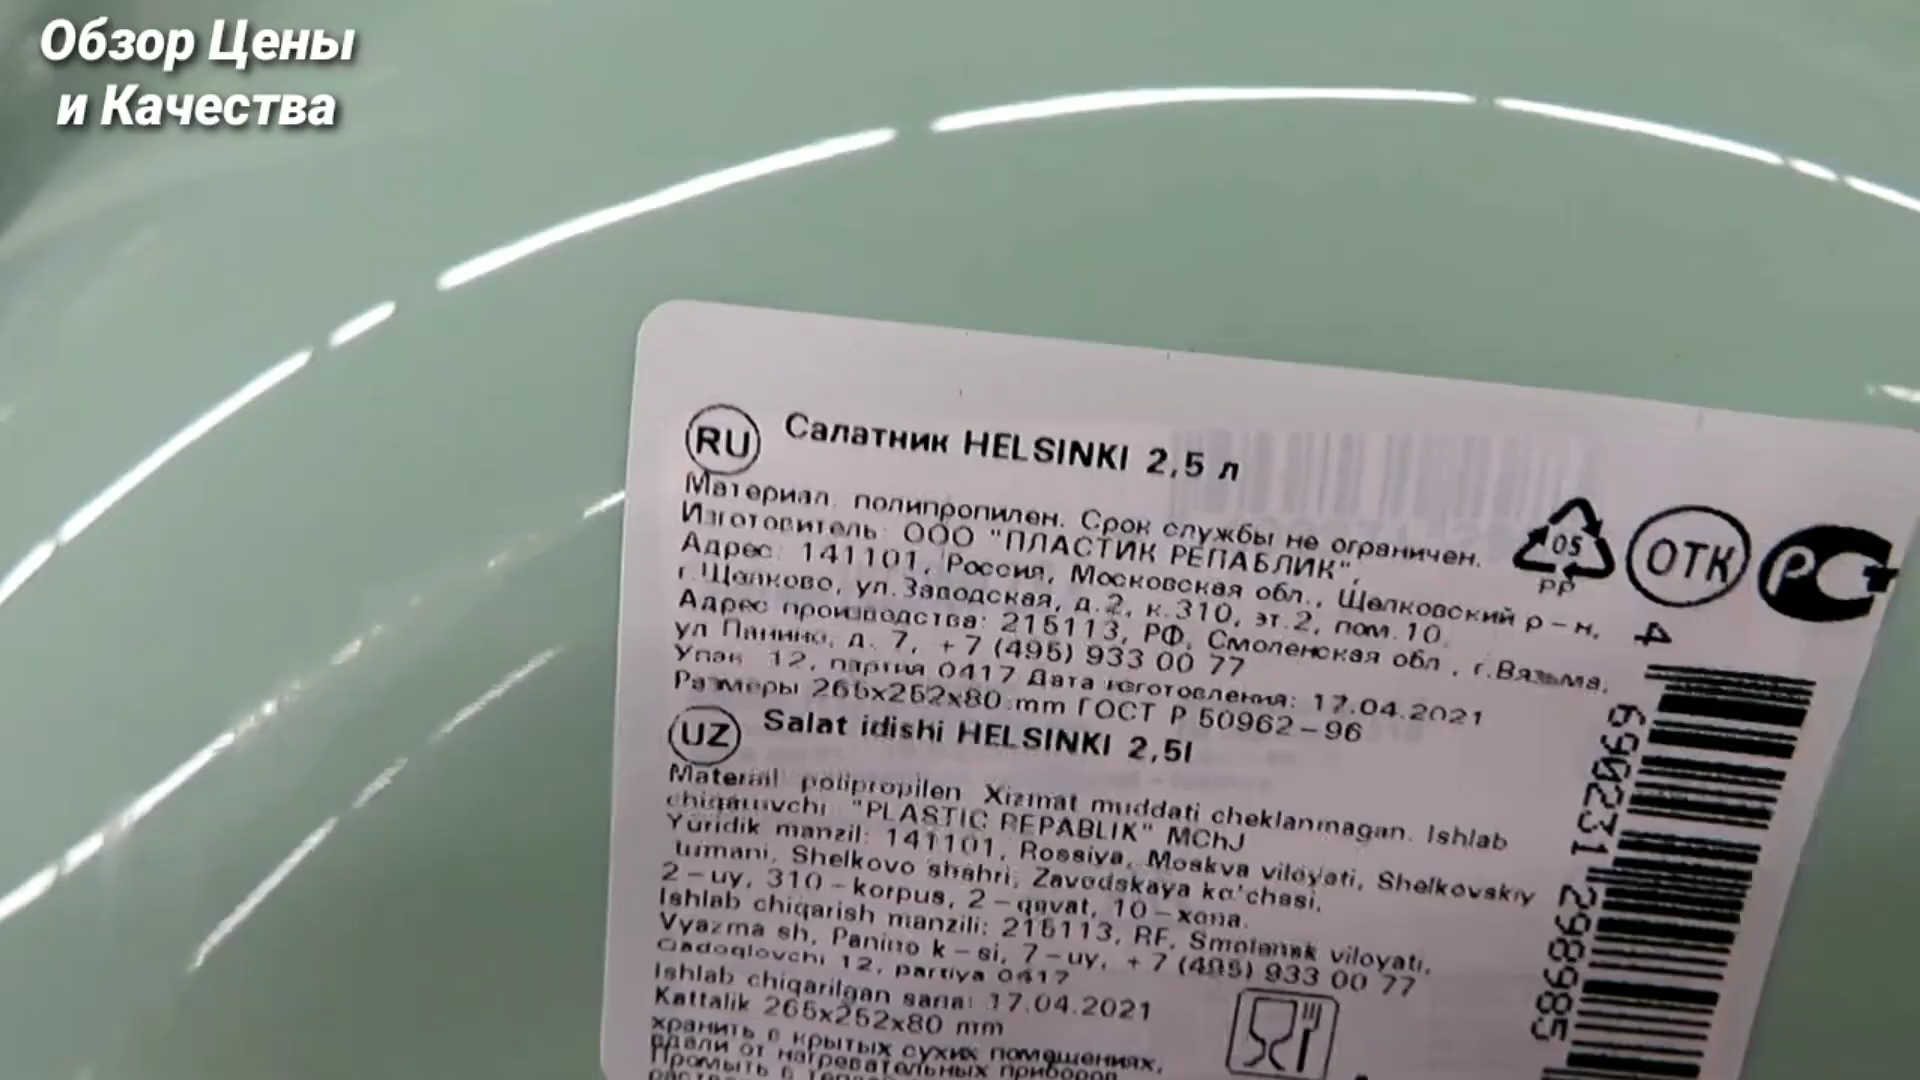 Обзор Цены
и Качества
RU Салатник HELSINKI 2,5 л
Материал полипропилен. Срок службы не ограничен.
Изготовитель: ООО "ПЛАСТИК РЕПАБЛИК",
Адрес: 141101, Россия, Московская обл., Щелковский р-н,
г.Щелково, ул.Заводская, д.2, к.310, эт.2, пом.10.
Адрес производства: 215113, РФ, Смоленская обл., г.Вязьма,
ул Панино, д. 7, +7 (495) 933 00 77
Упак 12, партия 0417 Дата изготовления: 17.04.2021
Размеры 265x252x80 mm ГОСТ Р 50962-96
05
PP
ОТК
РС
4 690231 298985
UZ Salat idishi HELSINKI 2,5l
Material polipropilen Xizmat muddati cheklanmagan. Ishlab
chiqaruvchi "PLASTIC REPABLIK" MChJ
Yuridik manzil: 141101, Rossiya, Moskva viloyati, Shelkovskiy
tumani, Shelkovo shahri, Zavodskaya ko'chasi,
2-uy, 310-korpus, 2-qavat, 10-xona.
Ishlab chiqarish manzili: 215113, RF, Smolensk viloyati,
Vyazma sh, Panino k-si, 7-uy, +7 (495) 933 00 77
Qadoqlovchi 12, partiya 0417
Ishlab chiqarilgan sana: 17.04.2021
Kattalik 265x252x80 mm
хранить в крытых сухих помещениях,
вдали от нагревательных приборов
Промыть в